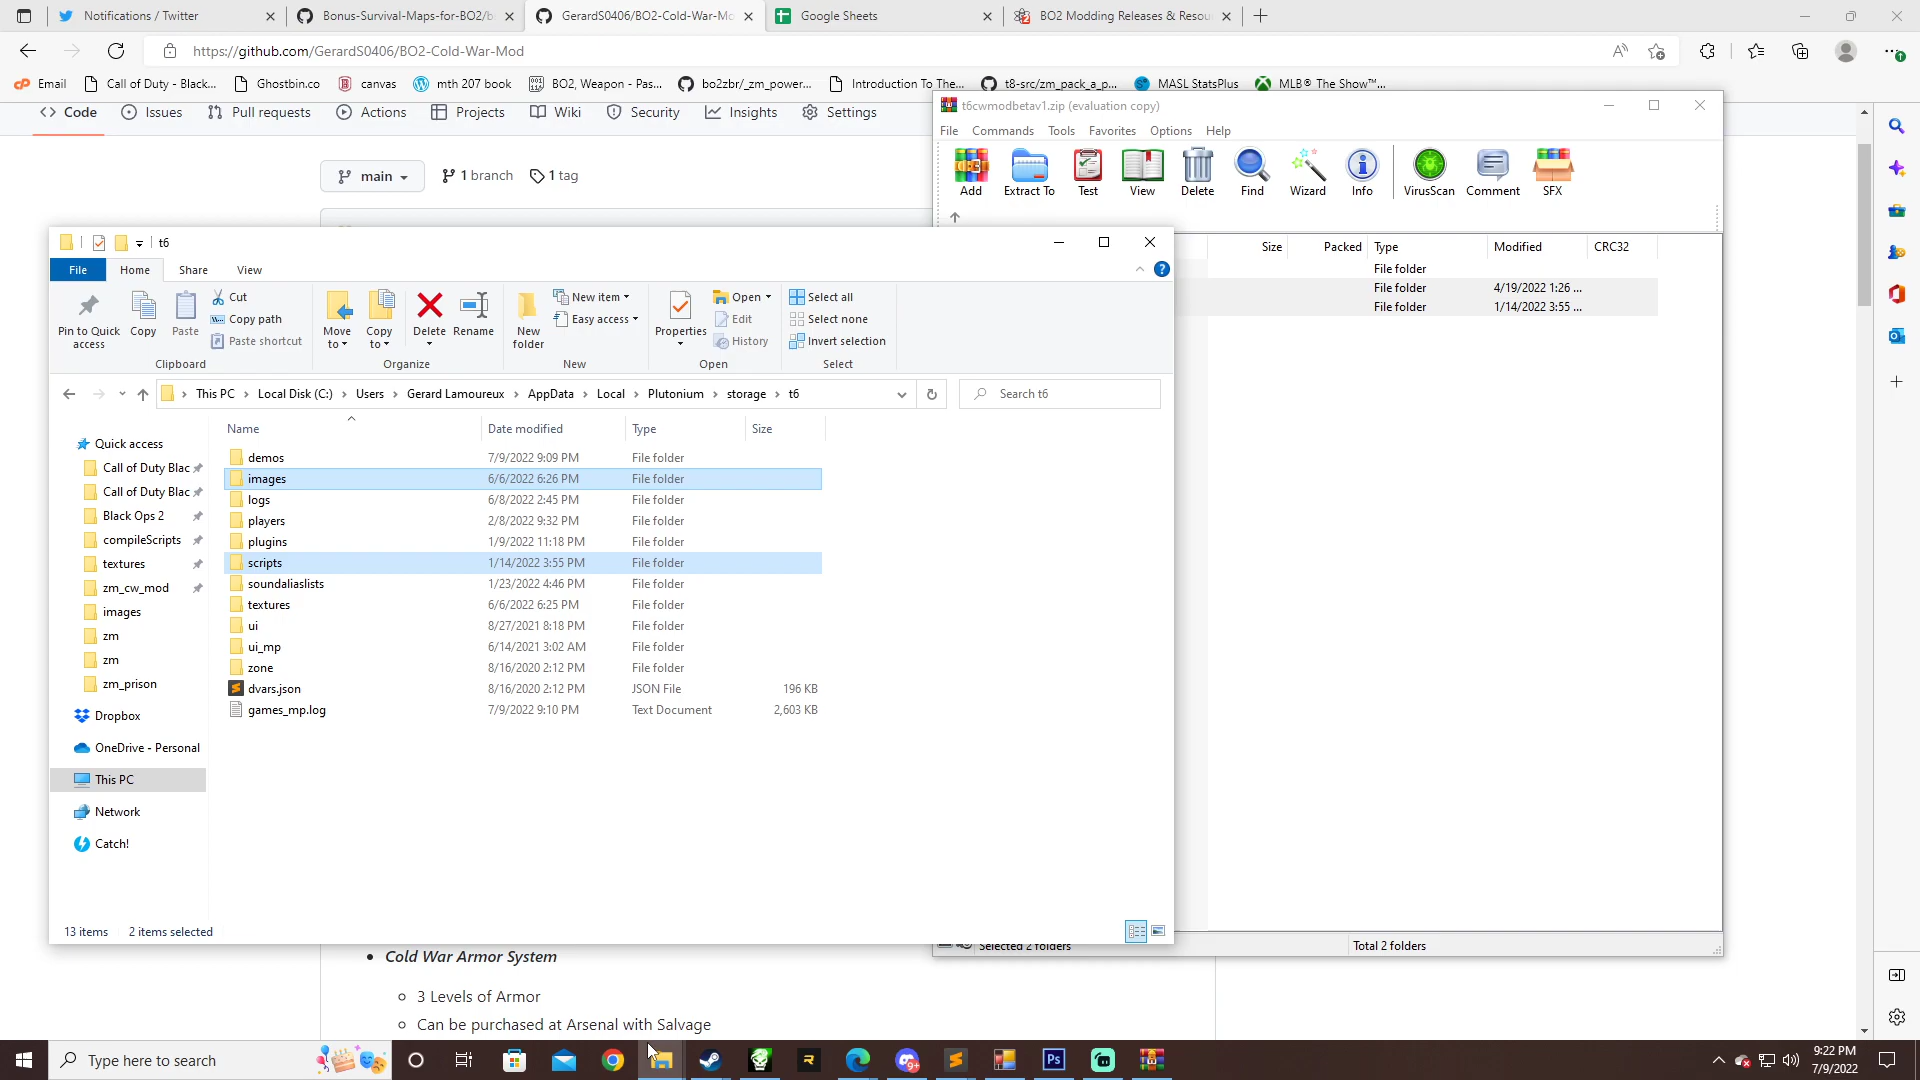 Notifications / Twitter
Bonus-Survival-Maps-for-BO2/b
GerardS0406/BO2-Cold-War-Mo
Google Sheets
BO2 Modding Releases & Resou
https://github.com/GerardS0406/BO2-Cold-War-Mod
Email
Call of Duty - Black...
Ghostbin.co
canvas
mth 207 book
BO2, Weapon - Pas...
bo2zbr/_zm_power...
Introduction To The...
t8-src/zm_pack_a_p...
MASL StatsPlus
MLB® The Show™...
Code
Issues
Pull requests
Actions
Projects
Wiki
Security
Insights
Settings
main
1 branch
1 tag
t6cwmodbetav1.zip (evaluation copy)
File Commands Tools Favorites Options Help
Add
Extract To
Test
View
Delete
Find
Wizard
Info
VirusScan
Comment
SFX
Size Packed Type Modified CRC32
File folder
File folder 4/19/2022 1:26 ...
File folder 1/14/2022 3:55 ...
Selected 2 folders
Total 2 folders
t6
File Home Share View
Pin to Quick access
Copy
Paste
Cut
Copy path
Paste shortcut
Clipboard
Move to
Copy to
Delete
Rename
Organize
New folder
New item
Easy access
New
Properties
Open
Edit
History
Open
Select all
Select none
Invert selection
Select
This PC > Local Disk (C:) > Users > Gerard Lamoureux > AppData > Local > Plutonium > storage > t6
Search t6
Name Date modified Type Size
demos 7/9/2022 9:09 PM File folder
images 6/6/2022 6:26 PM File folder
logs 6/8/2022 2:45 PM File folder
players 2/8/2022 9:32 PM File folder
plugins 1/9/2022 11:18 PM File folder
scripts 1/14/2022 3:55 PM File folder
soundaliaslists 1/23/2022 4:46 PM File folder
textures 6/6/2022 6:25 PM File folder
ui 8/27/2021 8:18 PM File folder
ui_mp 6/14/2021 3:02 AM File folder
zone 8/16/2020 2:12 PM File folder
dvars.json 8/16/2020 2:12 PM JSON File 196 KB
games_mp.log 7/9/2022 9:10 PM Text Document 2,603 KB
Quick access
Call of Duty Blac
Call of Duty Blac
Black Ops 2
compileScripts
textures
zm_cw_mod
images
zm
zm
zm_prison
Dropbox
OneDrive - Personal
This PC
Network
Catch!
13 items 2 items selected
Cold War Armor System
3 Levels of Armor
Can be purchased at Arsenal with Salvage
Type here to search
9:22 PM
7/9/2022